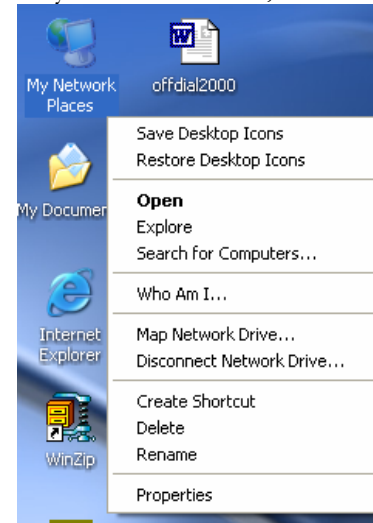 My Network
Places
offdial2000
Save Desktop Icons
Restore Desktop Icons
Open
Explore
Search for Computers...
Who Am I...
Map Network Drive...
Disconnect Network Drive...
Create Shortcut
Delete
Rename
Properties
My Documen
Internet
Explorer
WinZip